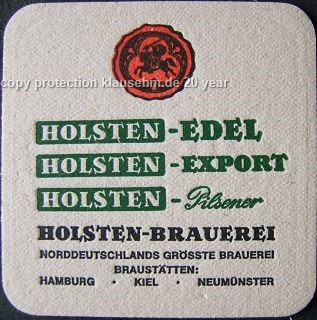 copy protection klausehm.de 20 year
HOLSTEN-EDEL
HOLSTEN-EXPORT
HOLSTEN-Pilsener
HOLSTEN-BRAUEREI
NORDDEUTSCHLANDS GRÖSSTE BRAUEREI
BRAUSTÄTTEN:
HAMBURG · KIEL · NEUMÜNSTER